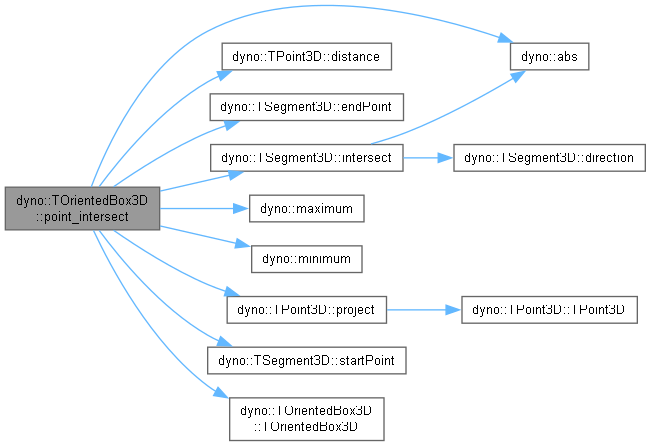 dyno::TOrientedBox3D
::point_intersect
dyno::abs
dyno::TPoint3D::distance
dyno::TSegment3D::endPoint
dyno::TSegment3D::intersect
dyno::TSegment3D::direction
dyno::maximum
dyno::minimum
dyno::TPoint3D::project
dyno::TPoint3D::TPoint3D
dyno::TSegment3D::startPoint
dyno::TOrientedBox3D
::TOrientedBox3D